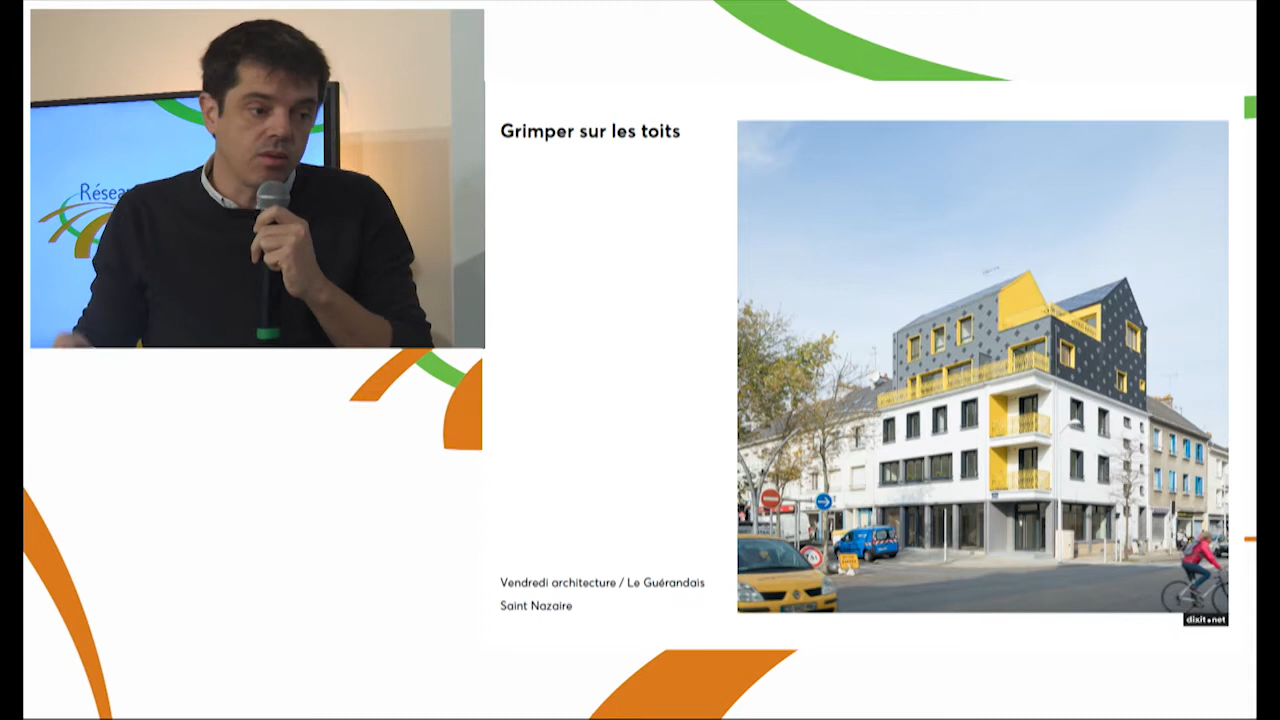 Grimper sur les toits
Vendredi architecture / Le Guérandais
Saint Nazaire
dixit.net